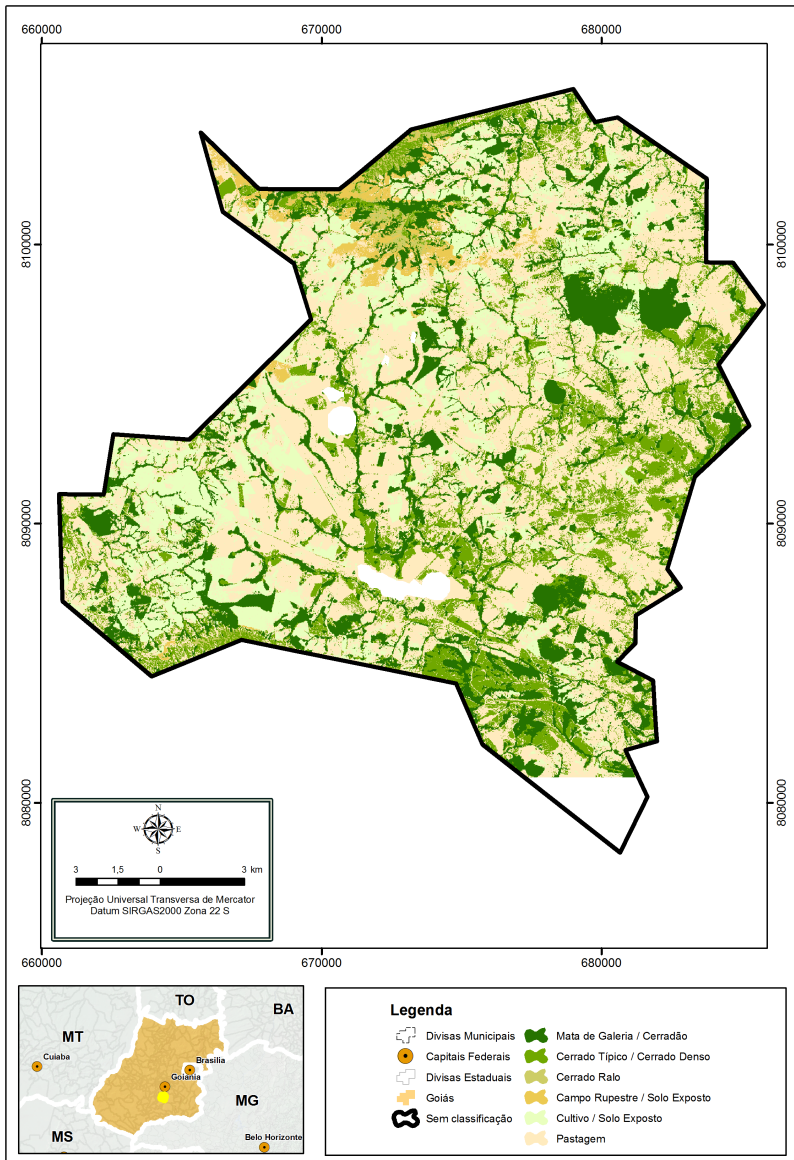 660000
670000
680000
8100000
8100000
8090000
8090000
8080000
8080000
N
W
E
S
3
1,5
0
3 km
Projeção Universal Transversa de Mercator
Datum SIRGAS2000 Zona 22 S
660000
670000
680000
TO
BA
MT
Cuiaba
Brasilia
Goiania
MG
MS
Belo Horizonte
Legenda
Divisas Municipais
Capitais Federais
Divisas Estaduais
Goiás
Sem classificação
Mata de Galeria / Cerradão
Cerrado Típico / Cerrado Denso
Cerrado Ralo
Campo Rupestre / Solo Exposto
Cultivo / Solo Exposto
Pastagem